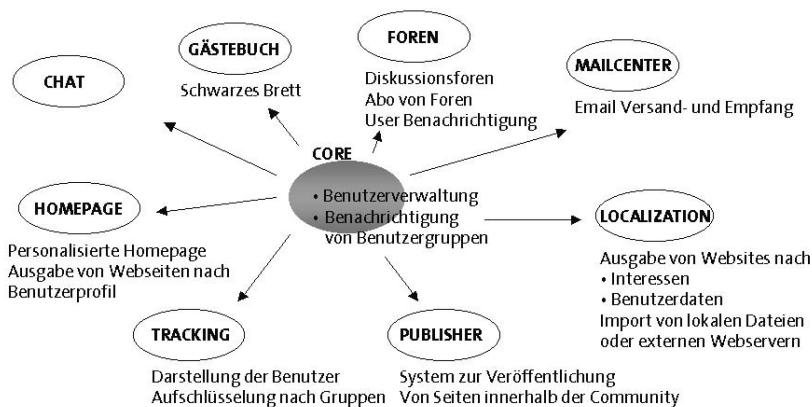 CHAT
GÄSTEBUCH
Schwarzes Brett
FOREN
Diskussionsforen
Abo von Foren
User Benachrichtigung
MAILCENTER
Email Versand- und Empfang
CORE
• Benutzerverwaltung
• Benachrichtigung
von Benutzergruppen
HOMEPAGE
Personalisierte Homepage
Ausgabe von Webseiten nach
Benutzerprofil
LOCALIZATION
Ausgabe von Websites nach
• Interessen
• Benutzerdaten
Import von lokalen Dateien
oder externen Webservern
TRACKING
Darstellung der Benutzer
Aufschlüsselung nach Gruppen
PUBLISHER
System zur Veröffentlichung
Von Seiten innerhalb der Community